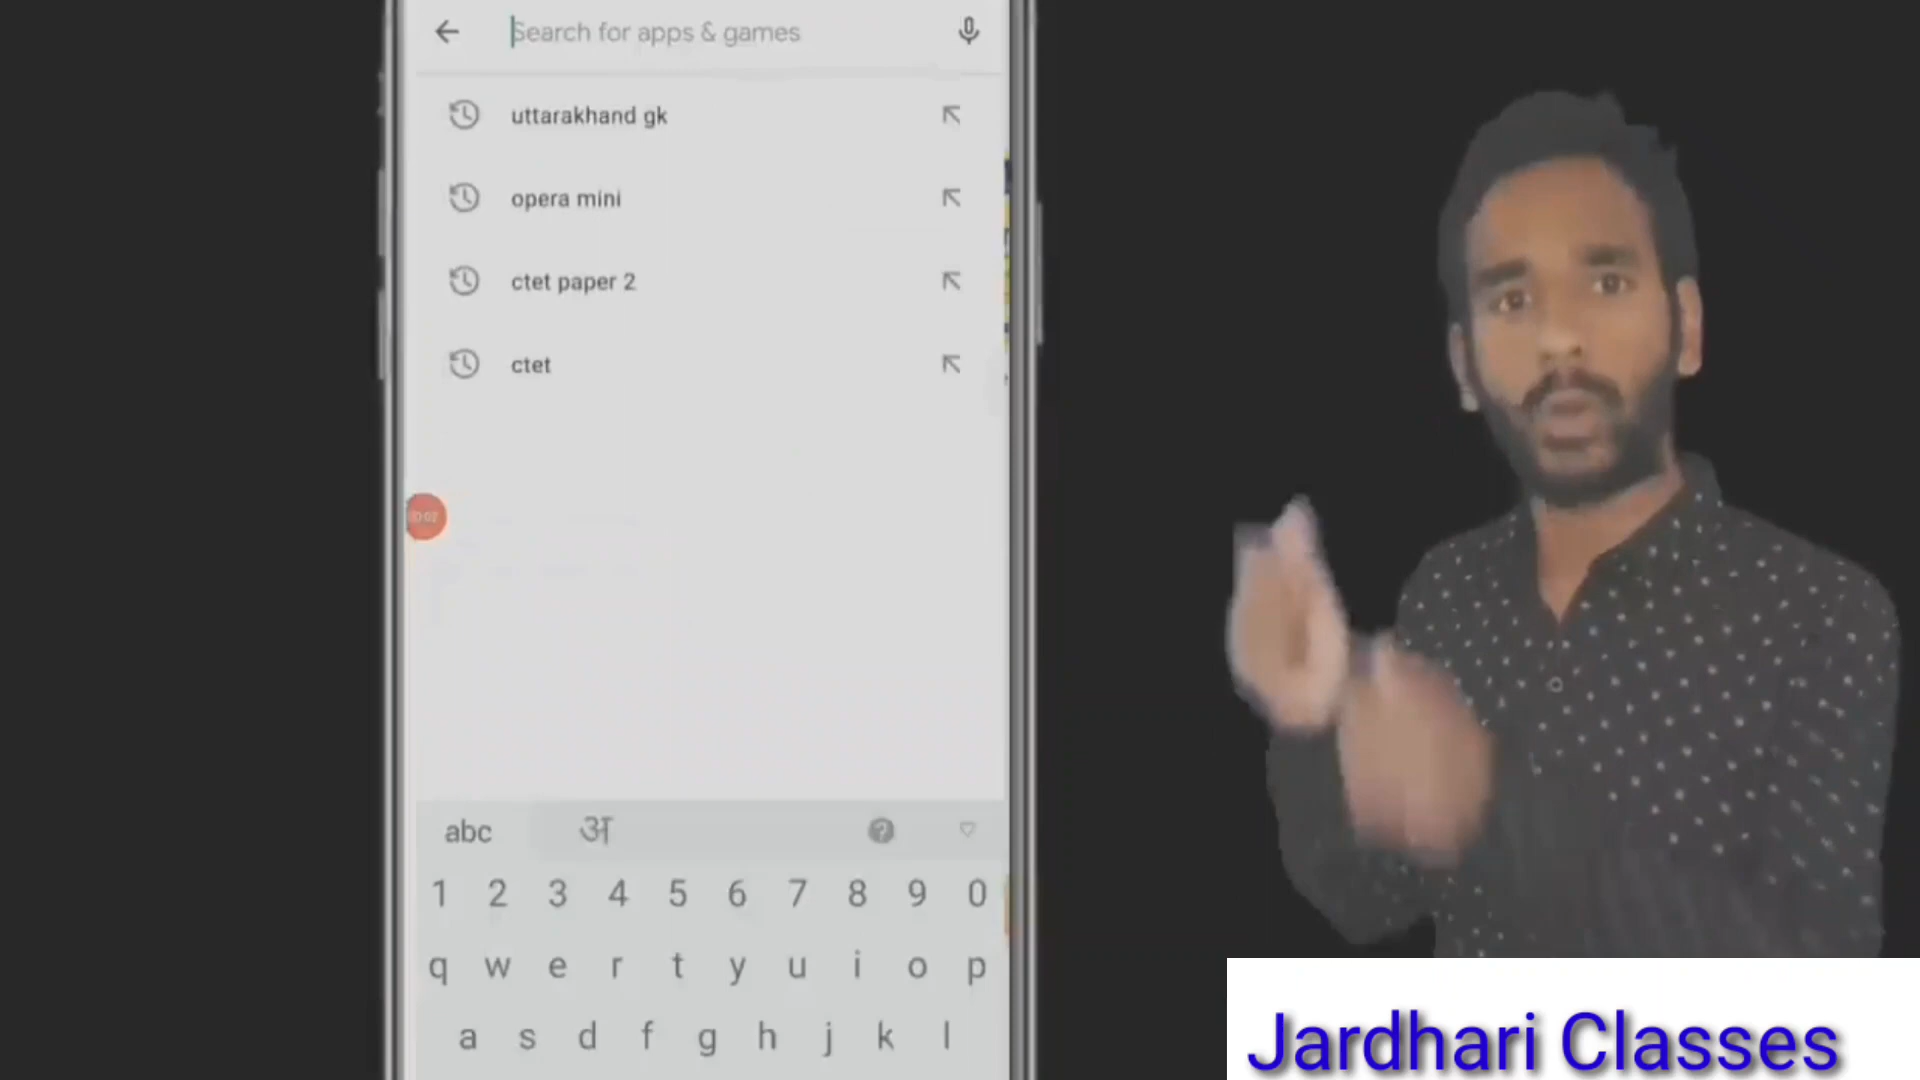 Search for apps & games
uttarakhand gk
opera mini
ctet paper 2
ctet
abc अ
1 2 3 4 5 6 7 8 9 0
q w e r t y u i o p
a s d f g h j k l
Jardhari Classes